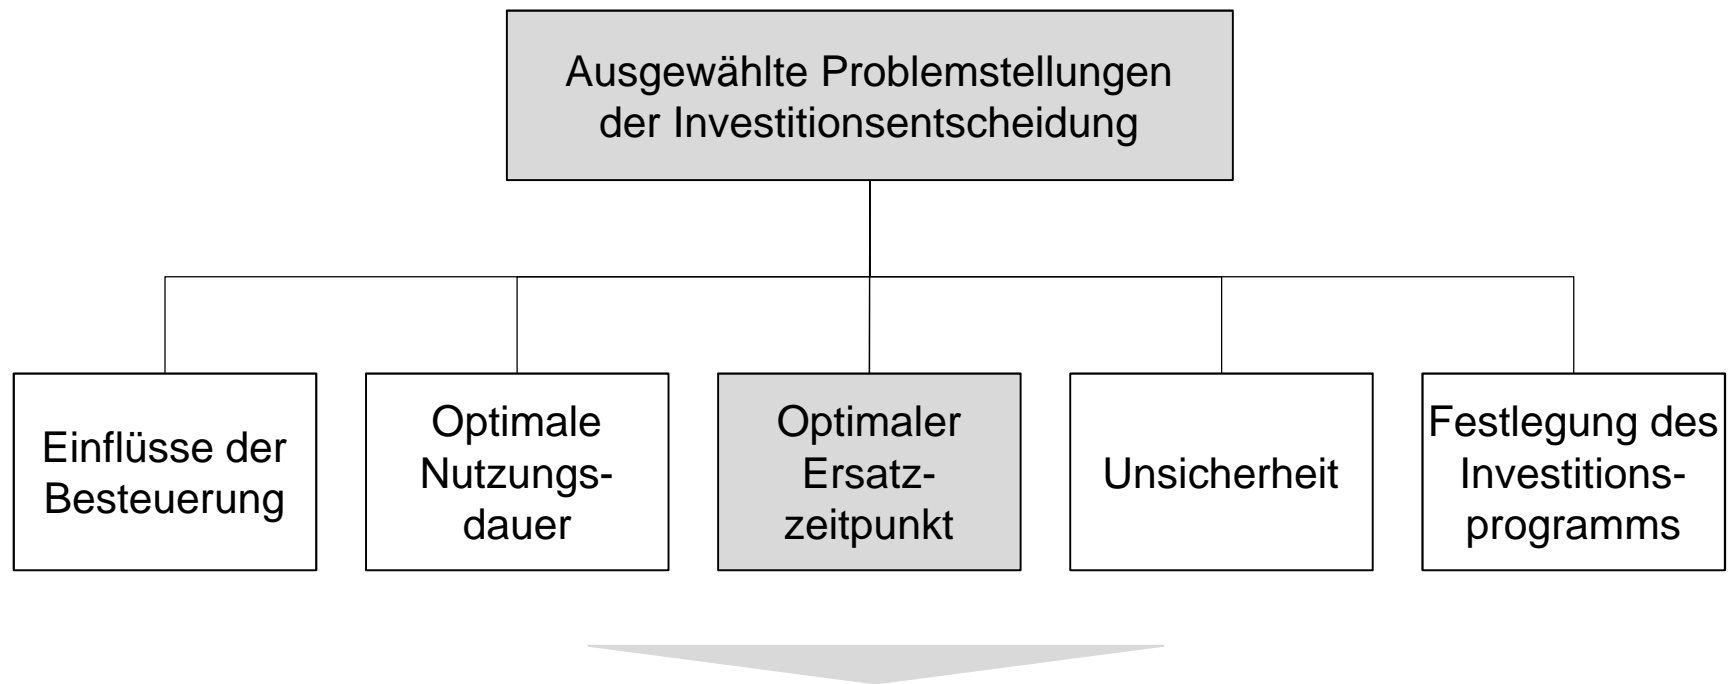 Ausgewählte Problemstellungen
der Investitionsentscheidung
Einflüsse der
Besteuerung
Optimale
Nutzungs-
dauer
Optimaler
Ersatz-
zeitpunkt
Unsicherheit
Festlegung des
Investitions-
programms